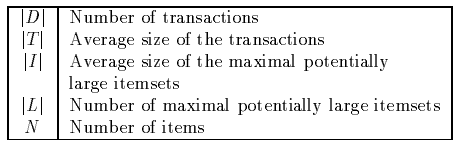 |D| Number of transactions
|T| Average size of the transactions
|I| Average size of the maximal potentially
large itemsets
|L| Number of maximal potentially large itemsets
N Number of items